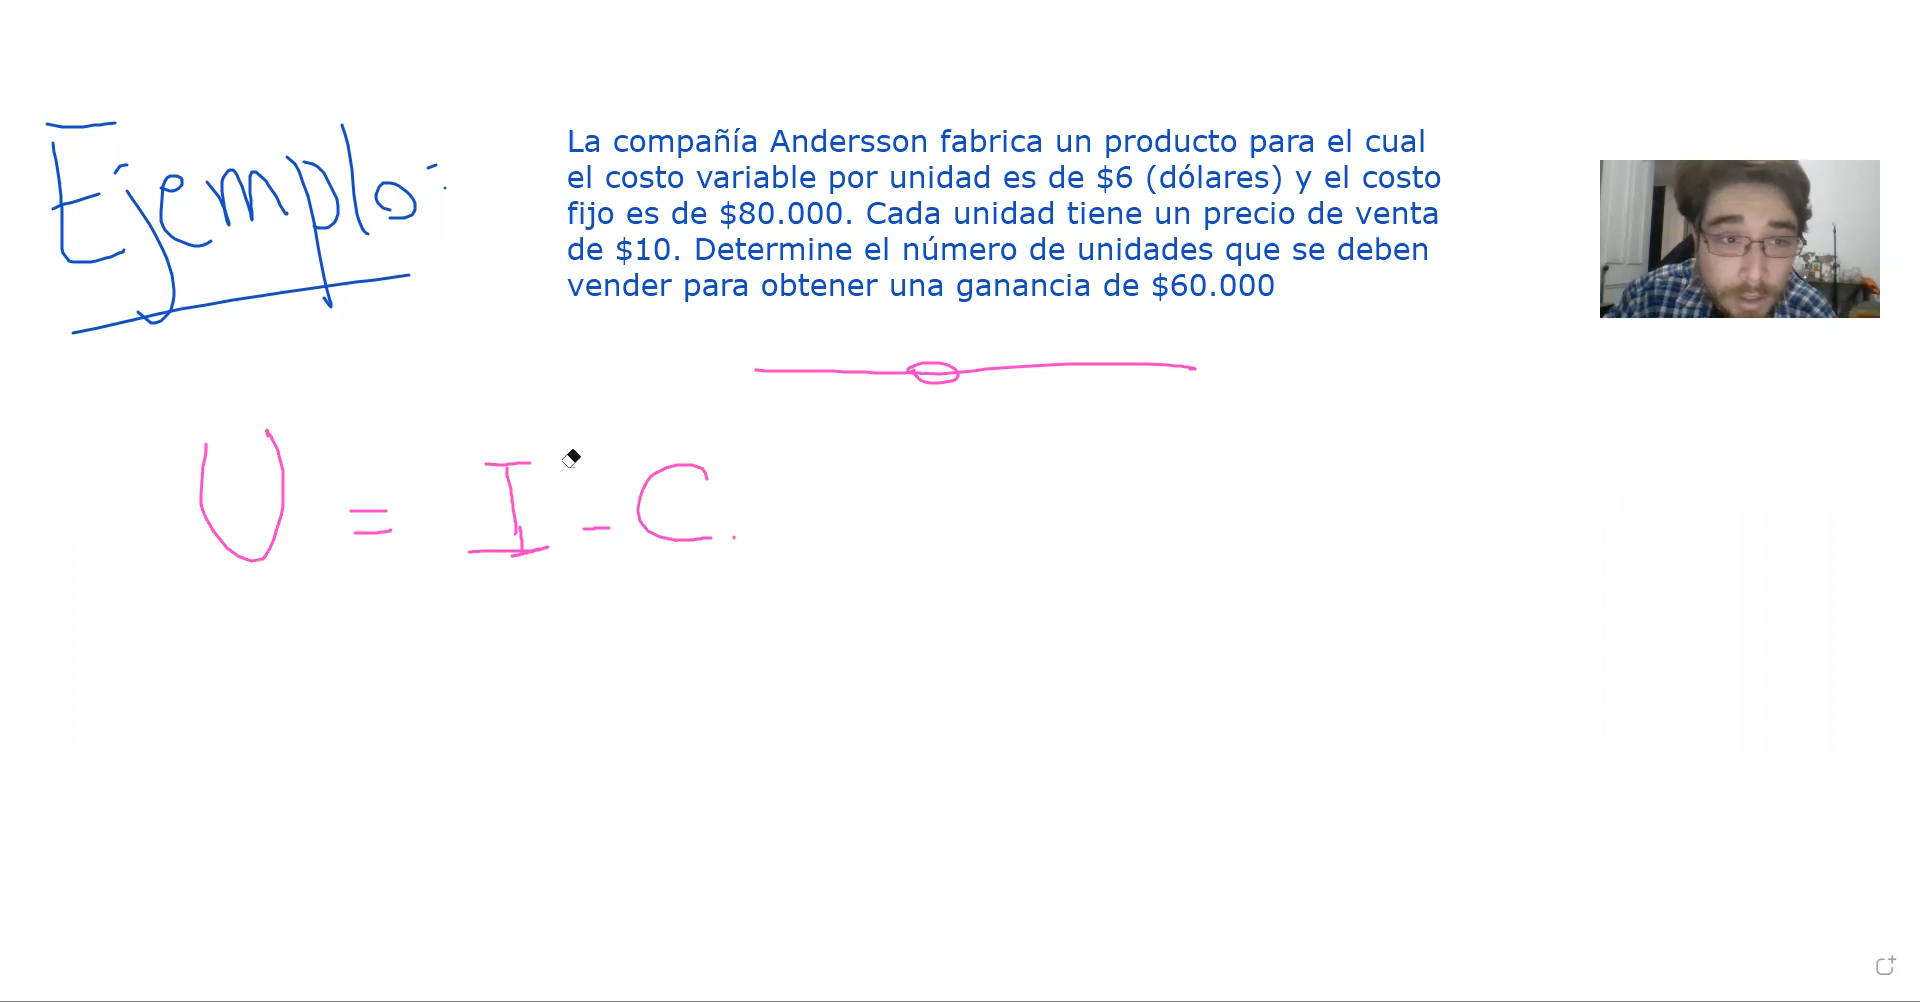 Ejemplo:
La compañía Andersson fabrica un producto para el cual
el costo variable por unidad es de $6 (dólares) y el costo
fijo es de $80.000. Cada unidad tiene un precio de venta
de $10. Determine el número de unidades que se deben
vender para obtener una ganancia de $60.000
U = I - C.